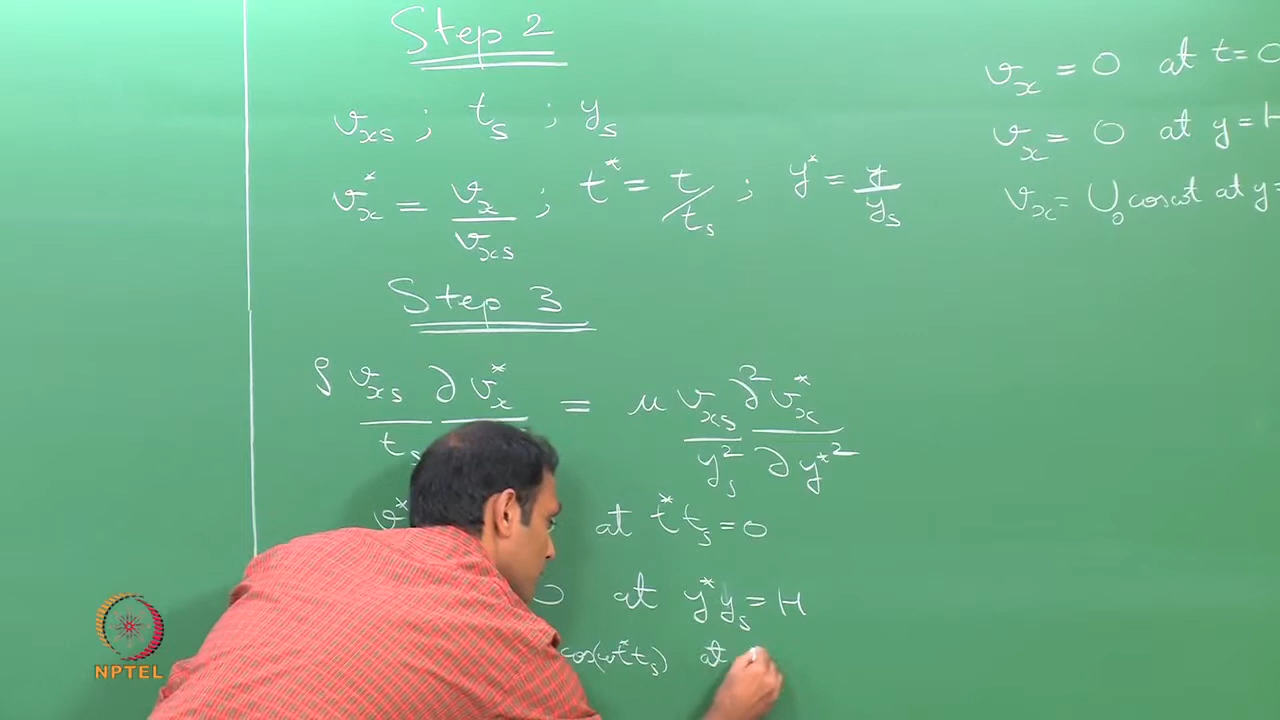 Step 2
v_xs ; t_s ; y_s
v_x* = v_x / v_xs ; t* = t / t_s ; y* = y / y_s
v_x = 0 at t = 0
v_x = 0 at y = H
v_x = U_0 cos ωt at y =
Step 3
ρ v_xs / t_s ∂v_x* = μ v_xs / y_s² ∂²v_x* / ∂y*²
v* at t* t_s = 0
0 at y* y_s = H
cos(ωt* t_s) at
NPTEL